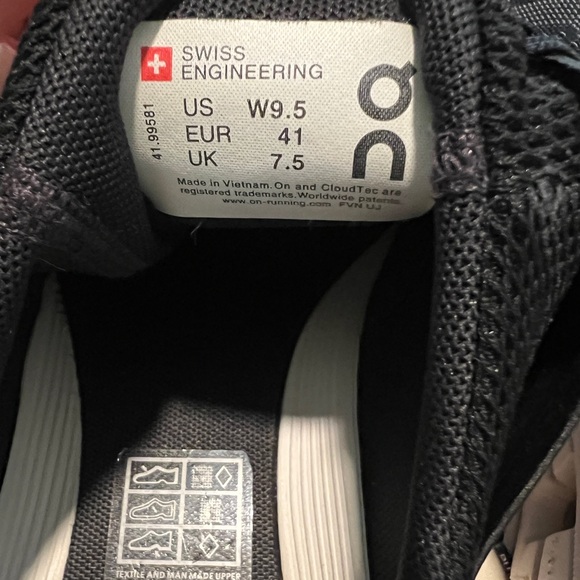 SWISS
ENGINEERING
US W9.5
EUR 41
UK 7.5
41.99581
On
Made in Vietnam.On and CloudTec are
registered trademarks.Worldwide patents.
www.on-running.com FVN UJ
TEXTILE AND MAN MADE UPPER